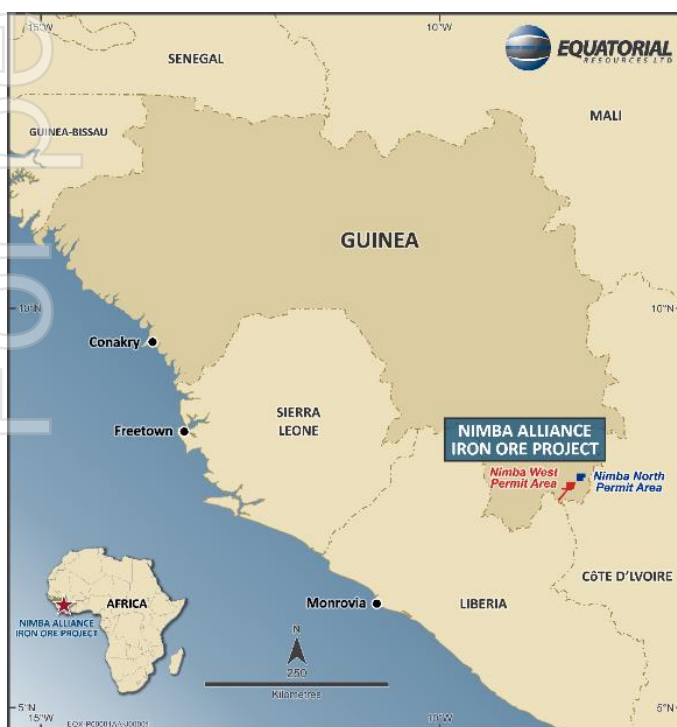 15°W
10°W
EQUATORIAL
RESOURCES LTD
SENEGAL
MALI
GUINEA-BISSAU
GUINEA
10°N
10°N
Conakry
SIERRA
LEONE
Freetown
NIMBA ALLIANCE
IRON ORE PROJECT
Nimba West
Permit Area
Nimba North
Permit Area
CÔTE D'LVOIRE
AFRICA
Monrovia
LIBERIA
NIMBA ALLIANCE
IRON ORE PROJECT
N
250
Kilometres
5°N
5°N
15°W
10°W